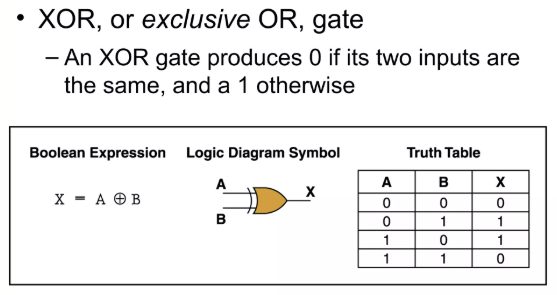 • XOR, or exclusive OR, gate
– An XOR gate produces 0 if its two inputs are
the same, and a 1 otherwise
Boolean Expression Logic Diagram Symbol Truth Table
X = A ⊕ B
A
B
X
A B X
0 0 0
0 1 1
1 0 1
1 1 0